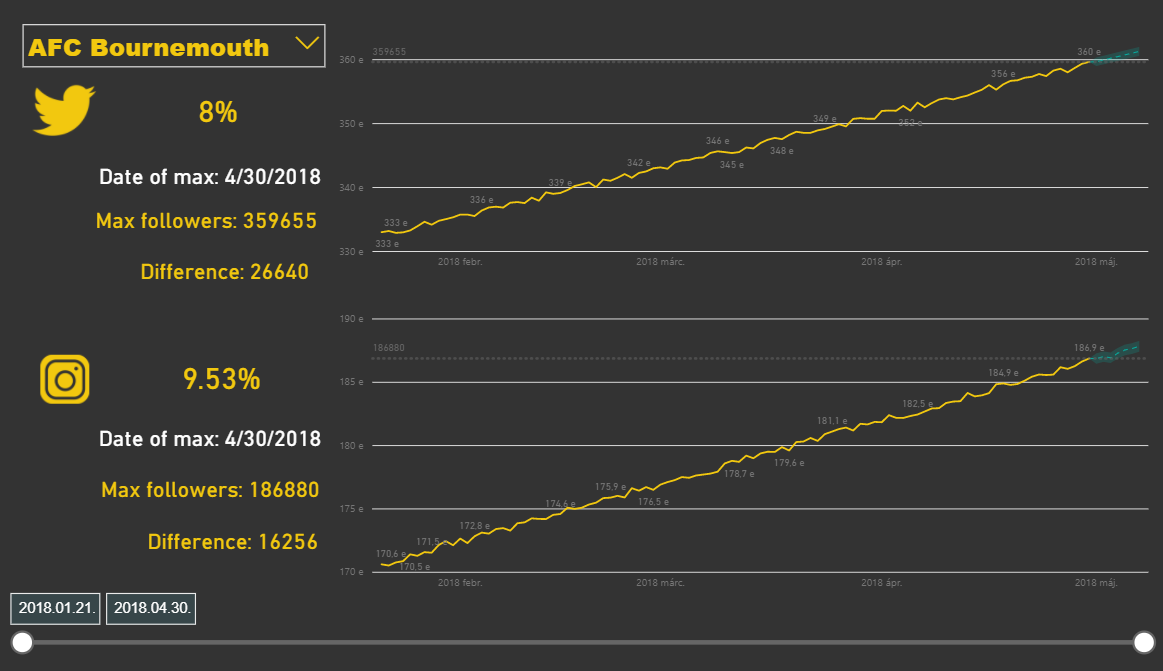 AFC Bournemouth
8%
Date of max: 4/30/2018
Max followers: 359655
Difference: 26640
359655
360 e
360 e
356 e
350 e
349 e
352 e
346 e
348 e
345 e
342 e
340 e
339 e
336 e
333 e
333 e
330 e
2018 febr. 2018 márc. 2018 ápr. 2018 máj.
9.53%
Date of max: 4/30/2018
Max followers: 186880
Difference: 16256
190 e
186880
186,9 e
185 e
184,9 e
182,5 e
181,1 e
180 e
179,6 e
178,7 e
175,9 e
176,5 e
175 e
174,6 e
172,8 e
171,5 e
170,6 e
170,5 e
170 e
2018 febr. 2018 márc. 2018 ápr. 2018 máj.
2018.01.21. 2018.04.30.